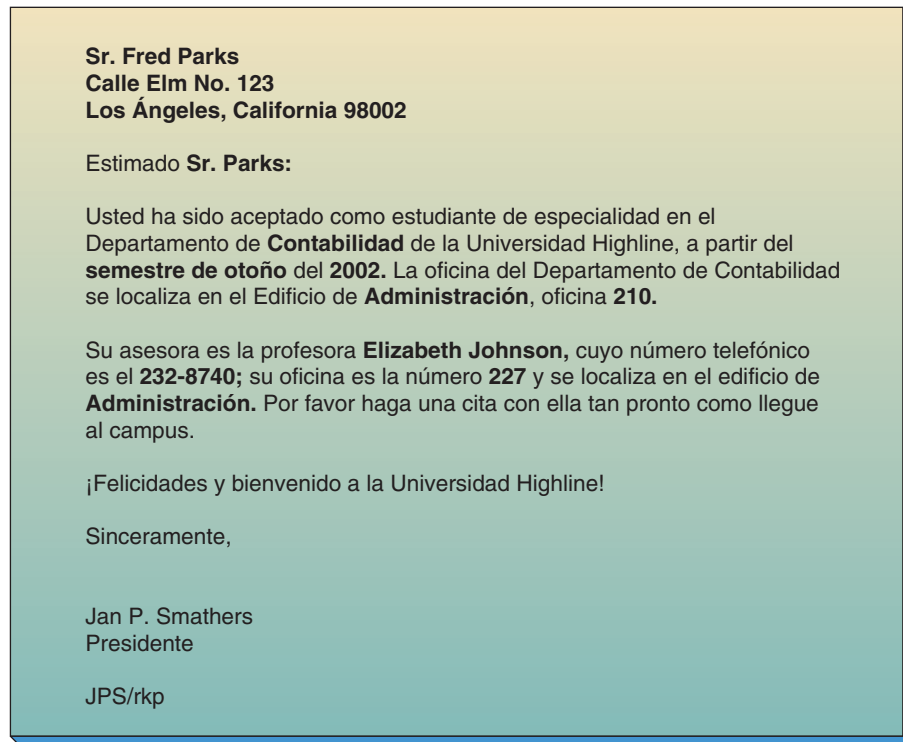 Sr. Fred Parks
Calle Elm No. 123
Los Ángeles, California 98002
Estimado Sr. Parks:
Usted ha sido aceptado como estudiante de especialidad en el
Departamento de Contabilidad de la Universidad Highline, a partir del
semestre de otoño del 2002. La oficina del Departamento de Contabilidad
se localiza en el Edificio de Administración, oficina 210.
Su asesora es la profesora Elizabeth Johnson, cuyo número telefónico
es el 232-8740; su oficina es la número 227 y se localiza en el edificio de
Administración. Por favor haga una cita con ella tan pronto como llegue
al campus.
¡Felicidades y bienvenido a la Universidad Highline!
Sinceramente,
Jan P. Smathers
Presidente
JPS/rkp